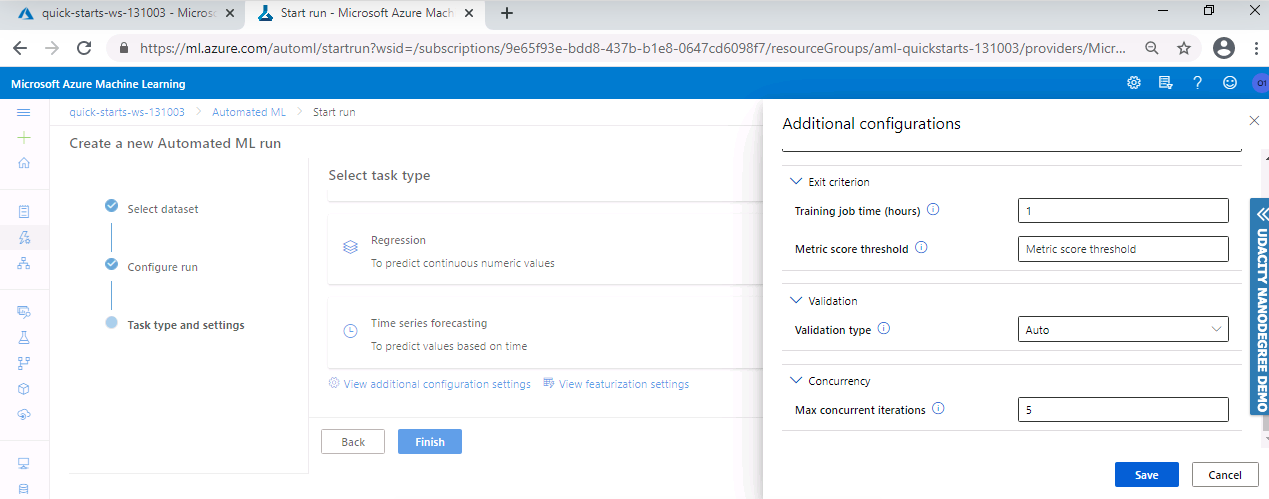 quick-starts-ws-131003 - Microso
Start run - Microsoft Azure Mach
https://ml.azure.com/automl/startrun?wsid=/subscriptions/9e65f93e-bdd8-437b-b1e8-0647cd6098f7/resourceGroups/aml-quickstarts-131003/providers/Micr...
Microsoft Azure Machine Learning
O1
quick-starts-ws-131003 > Automated ML > Start run
Create a new Automated ML run
Select dataset
Configure run
Task type and settings
Select task type
Regression
To predict continuous numeric values
Time series forecasting
To predict values based on time
View additional configuration settings
View featurization settings
Back
Finish
Additional configurations
Exit criterion
Training job time (hours)
1
Metric score threshold
Metric score threshold
Validation
Validation type
Auto
Concurrency
Max concurrent iterations
5
Save
Cancel
UDACITY NANODEGREE DEMO